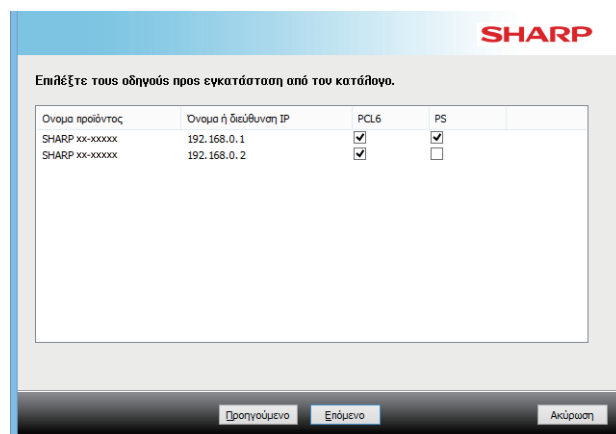 SHARP
Επιλέξτε τους οδηγούς προς εγκατάσταση από τον κατάλογο.
Όνομα προϊόντος Όνομα ή διεύθυνση IP PCL6 PS
SHARP xx-xxxxx 192.168.0.1
SHARP xx-xxxxx 192.168.0.2
Προηγούμενο Επόμενο Ακύρωση